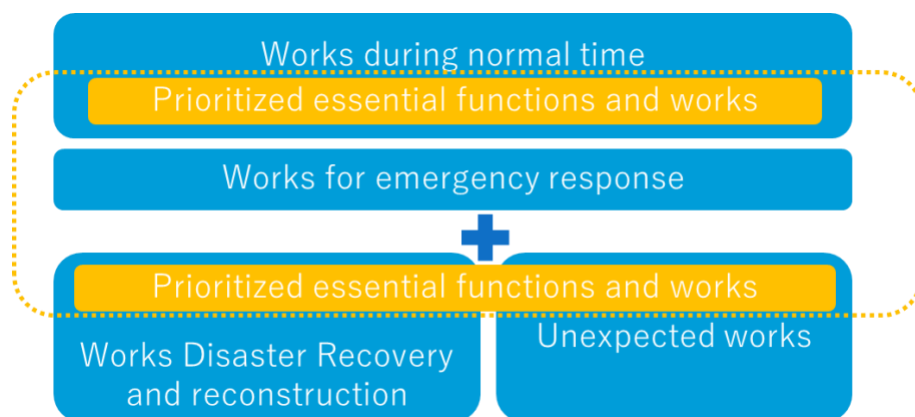 Works during normal time
Prioritized essential functions and works
Works for emergency response
Prioritized essential functions and works
Works Disaster Recovery
and reconstruction
Unexpected works